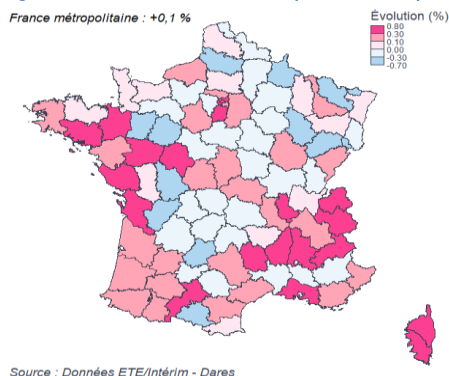 France métropolitaine : +0,1 %
Évolution (%)
0.80
0.30
0.10
0.00
-0.30
-0.70
Source : Données ETE/Intérim - Dares